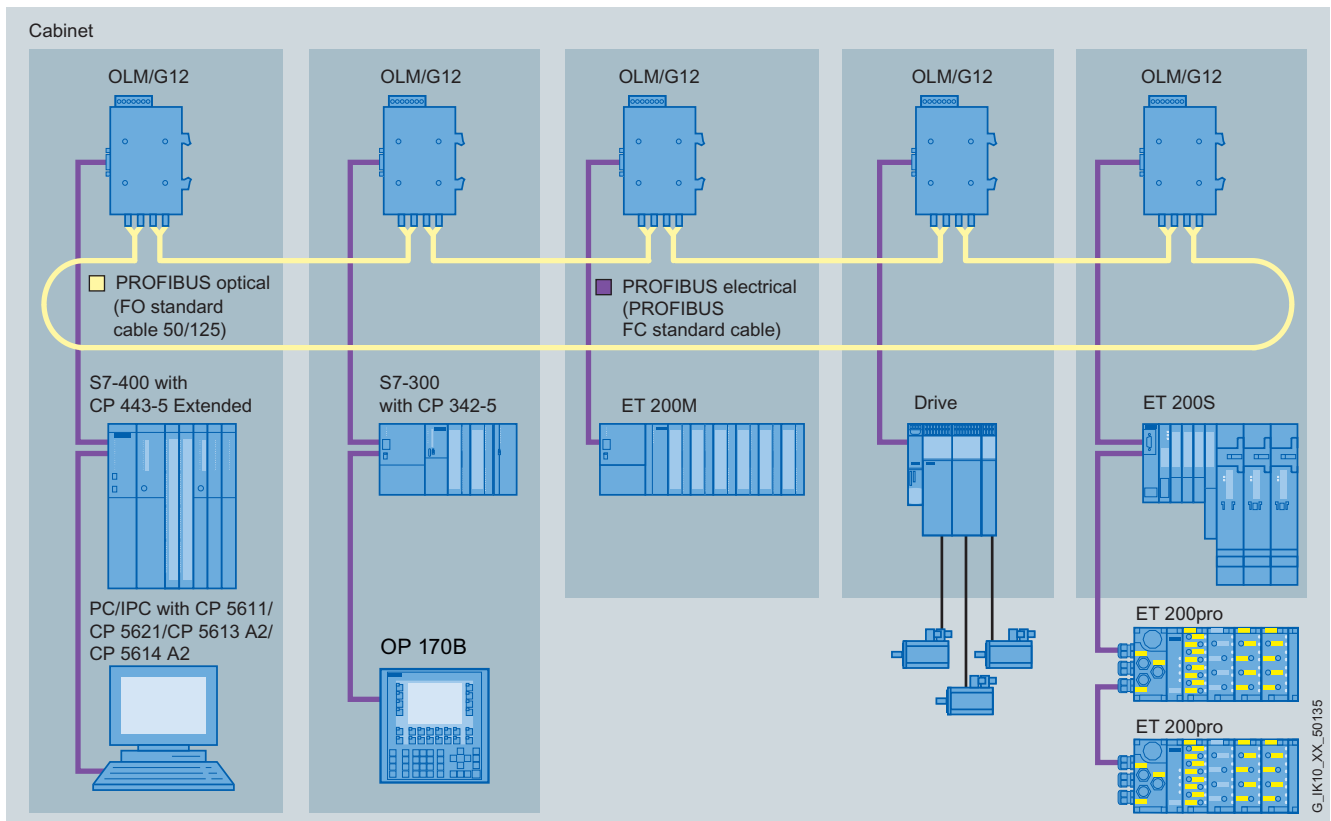 Cabinet
OLM/G12
OLM/G12
OLM/G12
OLM/G12
OLM/G12
PROFIBUS optical
(FO standard
cable 50/125)
PROFIBUS electrical
(PROFIBUS
FC standard cable)
S7-400 with
CP 443-5 Extended
S7-300
with CP 342-5
ET 200M
Drive
ET 200S
PC/IPC with CP 5611/
CP 5621/CP 5613 A2/
CP 5614 A2
OP 170B
ET 200pro
ET 200pro
G_IK10_XX_50135